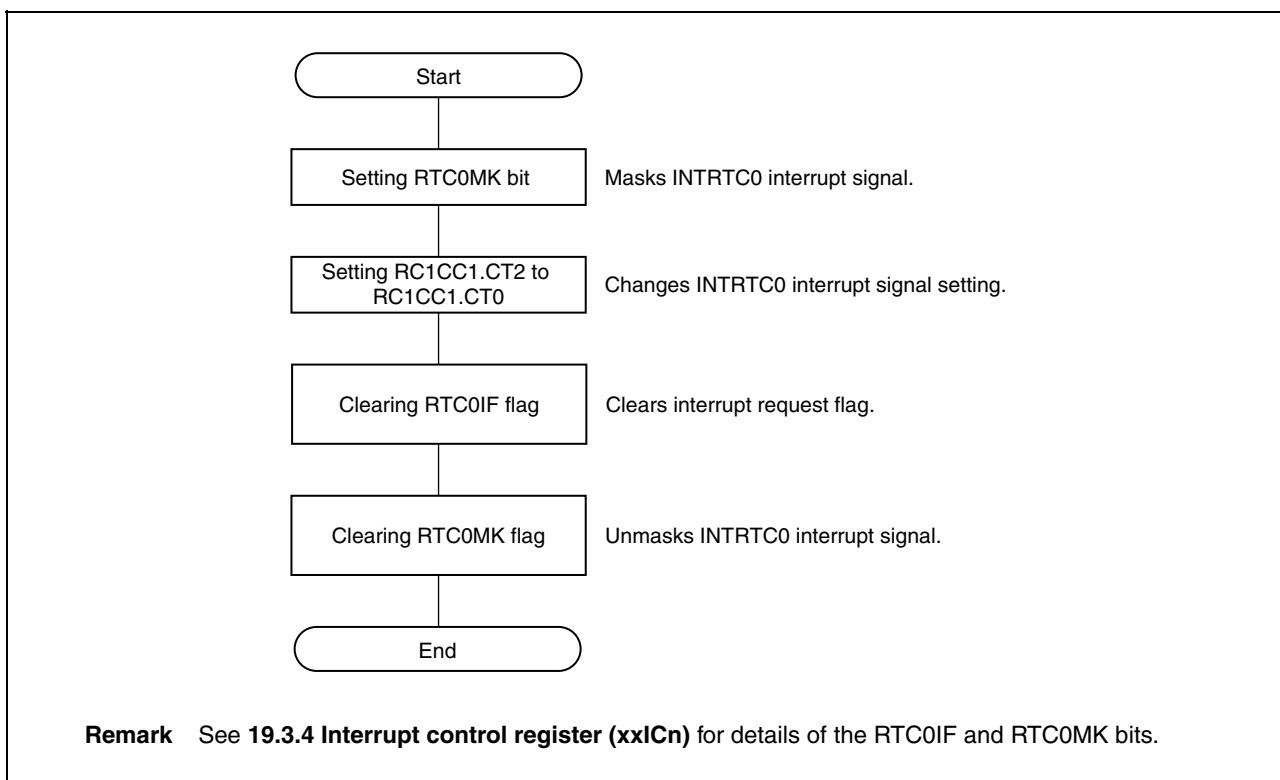 Start
Setting RTC0MK bit
Masks INTRTC0 interrupt signal.
Setting RC1CC1.CT2 to
RC1CC1.CT0
Changes INTRTC0 interrupt signal setting.
Clearing RTC0IF flag
Clears interrupt request flag.
Clearing RTC0MK flag
Unmasks INTRTC0 interrupt signal.
End
Remark See 19.3.4 Interrupt control register (xxICn) for details of the RTC0IF and RTC0MK bits.